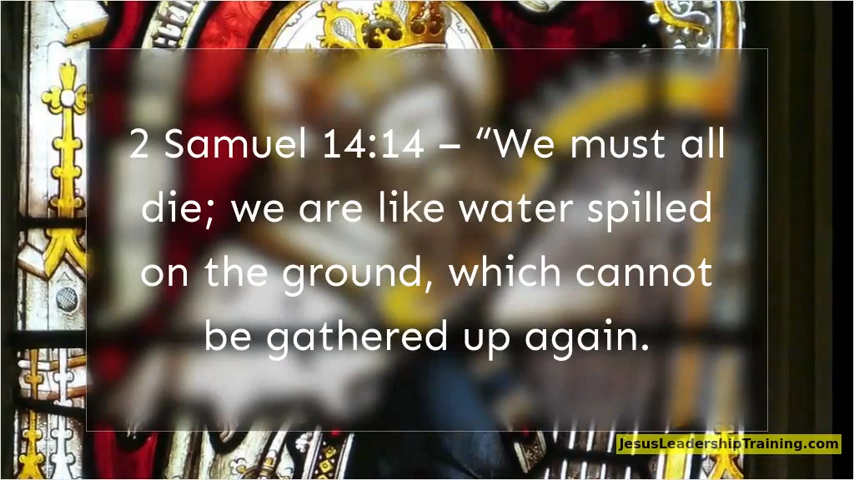 2 Samuel 14:14 – “We must all
die; we are like water spilled
on the ground, which cannot
be gathered up again.
JesusLeadershipTraining.com